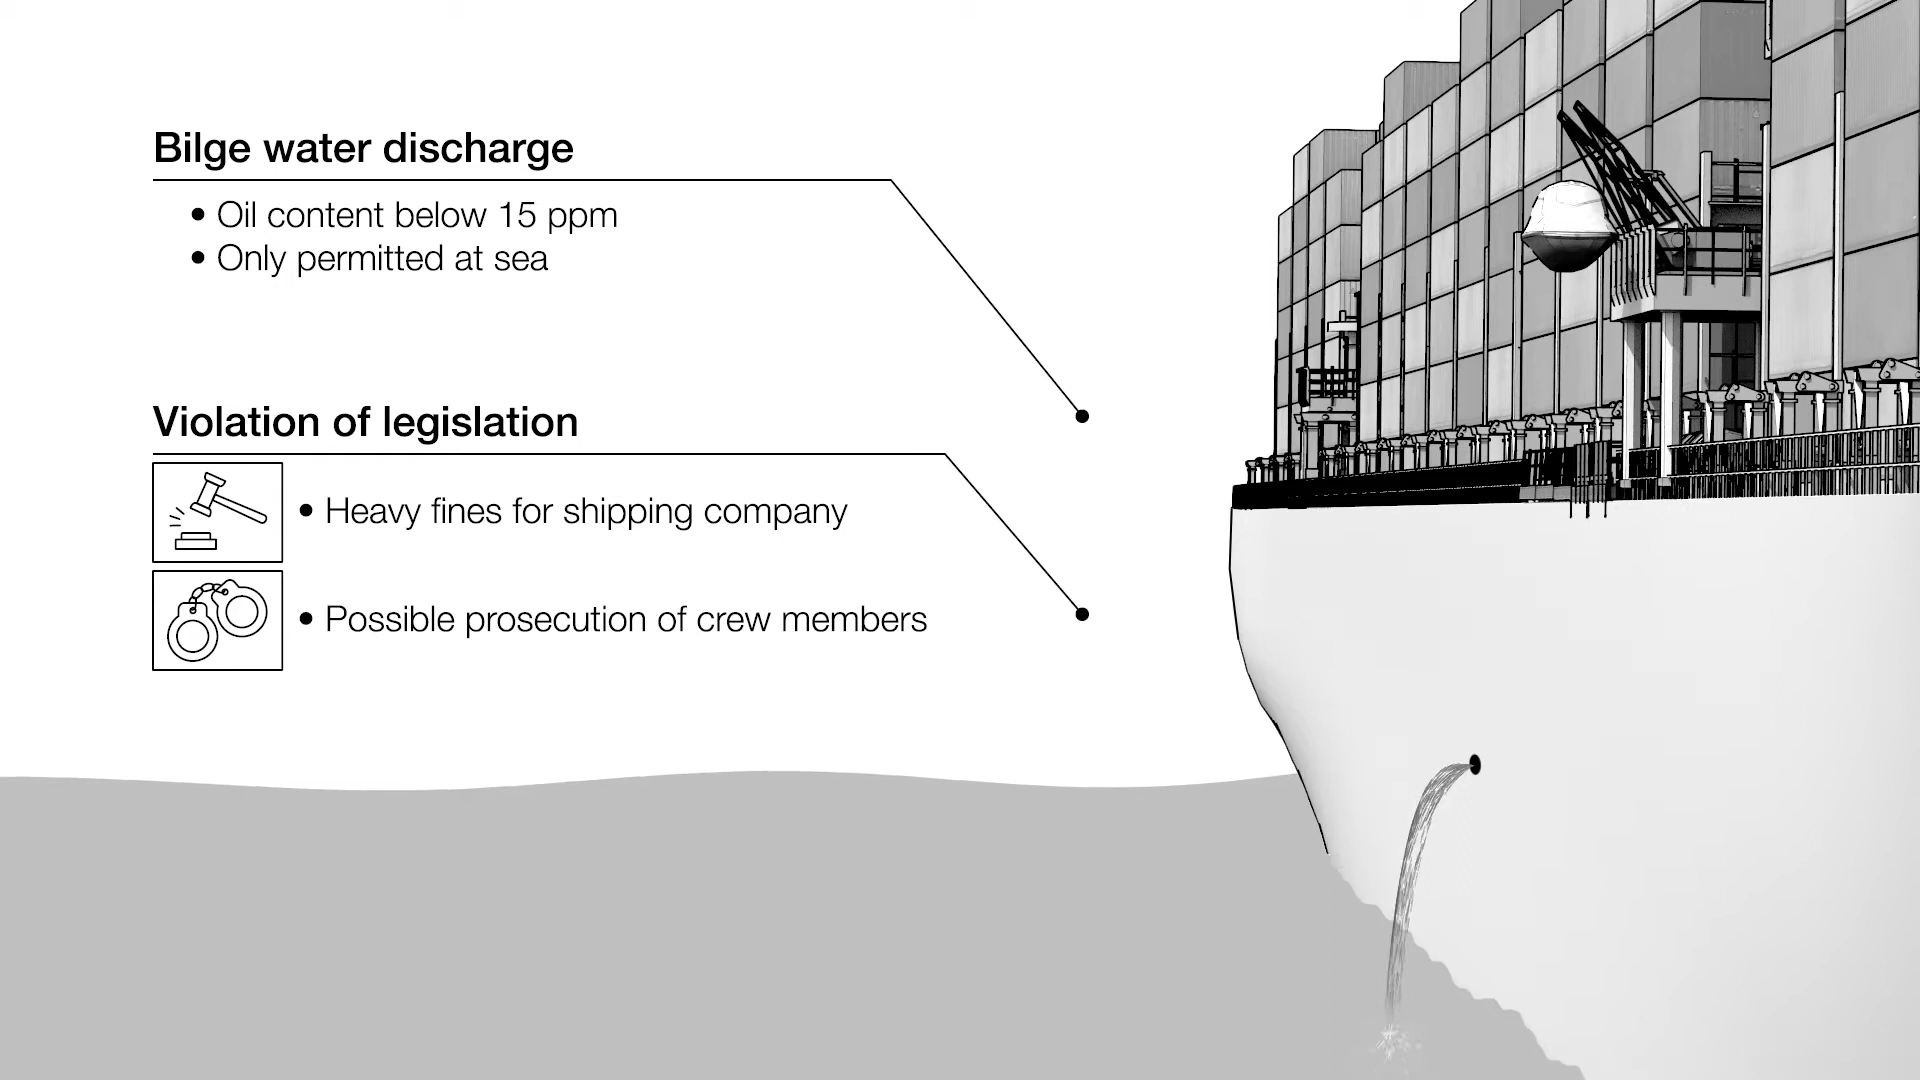 Bilge water discharge
• Oil content below 15 ppm
• Only permitted at sea
Violation of legislation
• Heavy fines for shipping company
• Possible prosecution of crew members